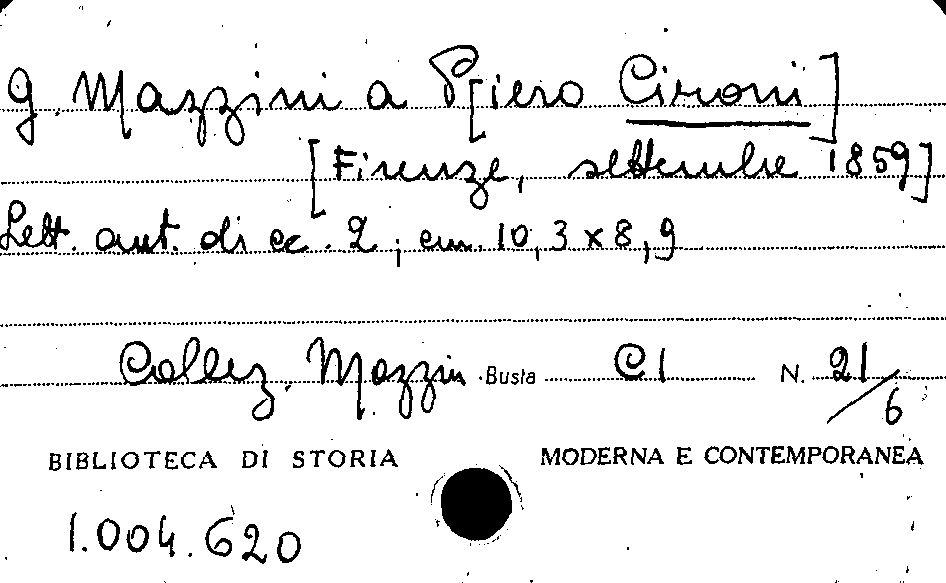 G. Mazzini a P[iero Cironi]
[Firenze, settembre 1859]
Lett. aut. di cc. 2; cm. 10,3 x 8,9
Collez. Mazzini Busta C I N. 21/6
BIBLIOTECA DI STORIA MODERNA E CONTEMPORANEA
1.004.620